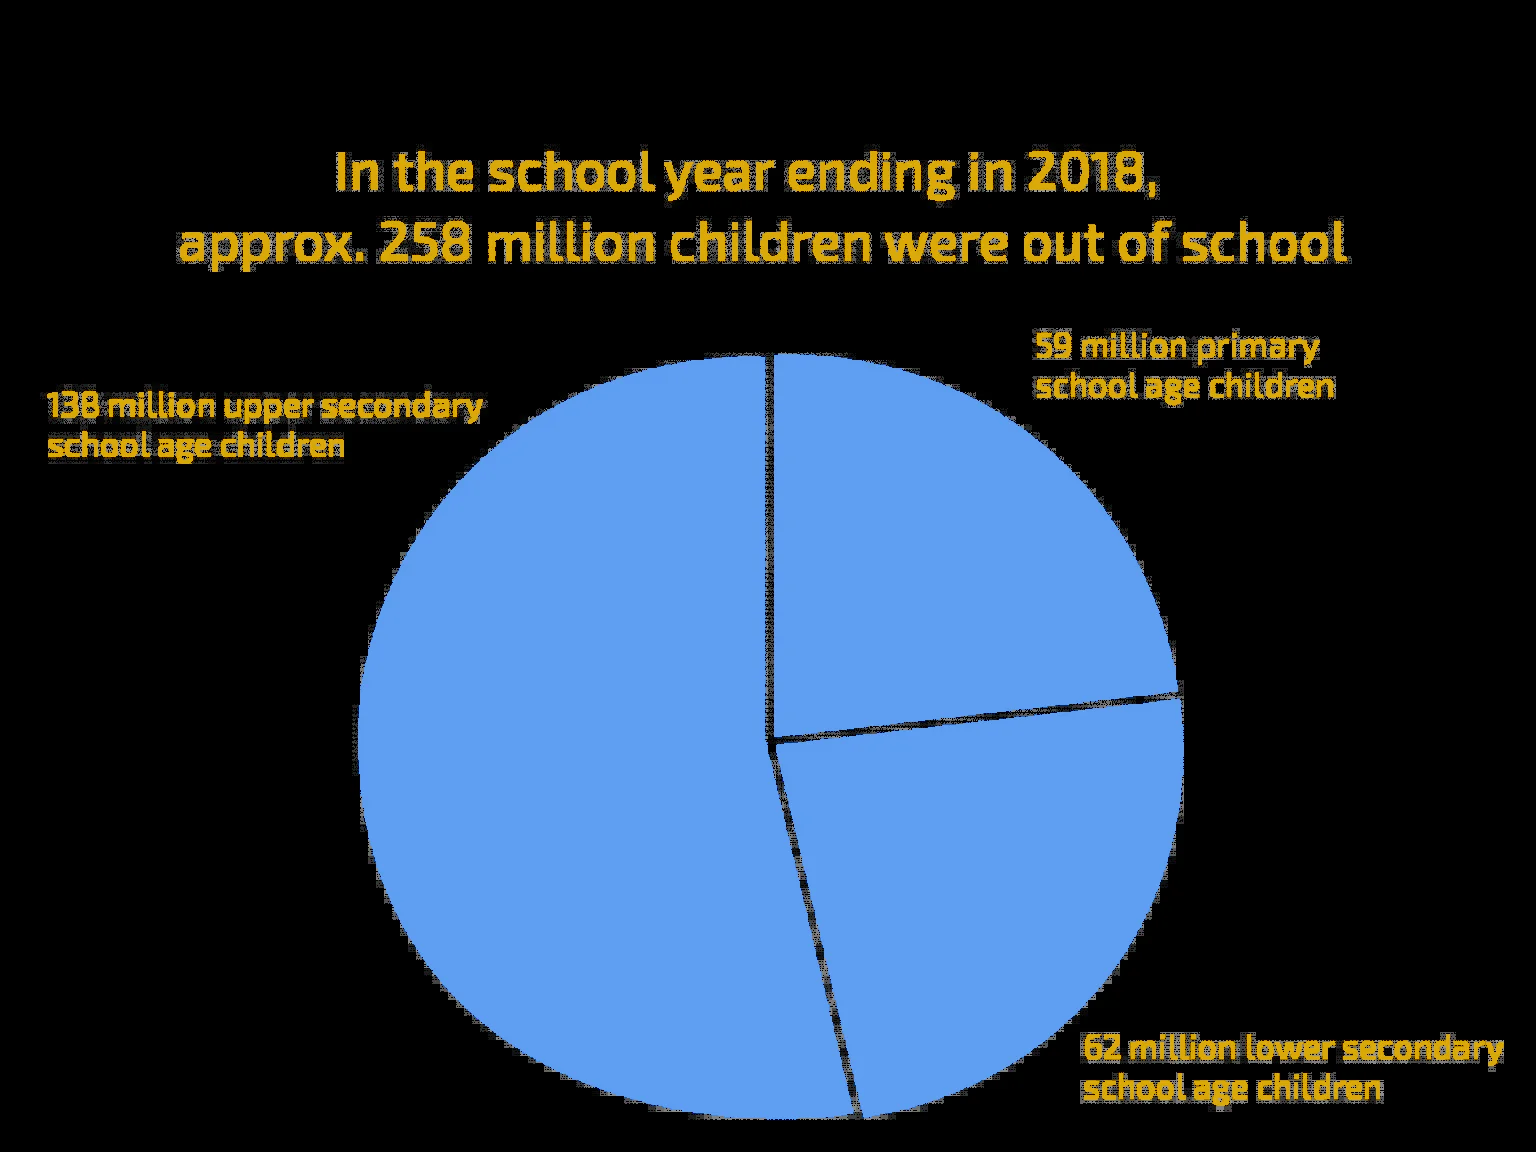 In the school year ending in 2018,
approx. 258 million children were out of school
59 million primary
school age children
138 million upper secondary
school age children
62 million lower secondary
school age children